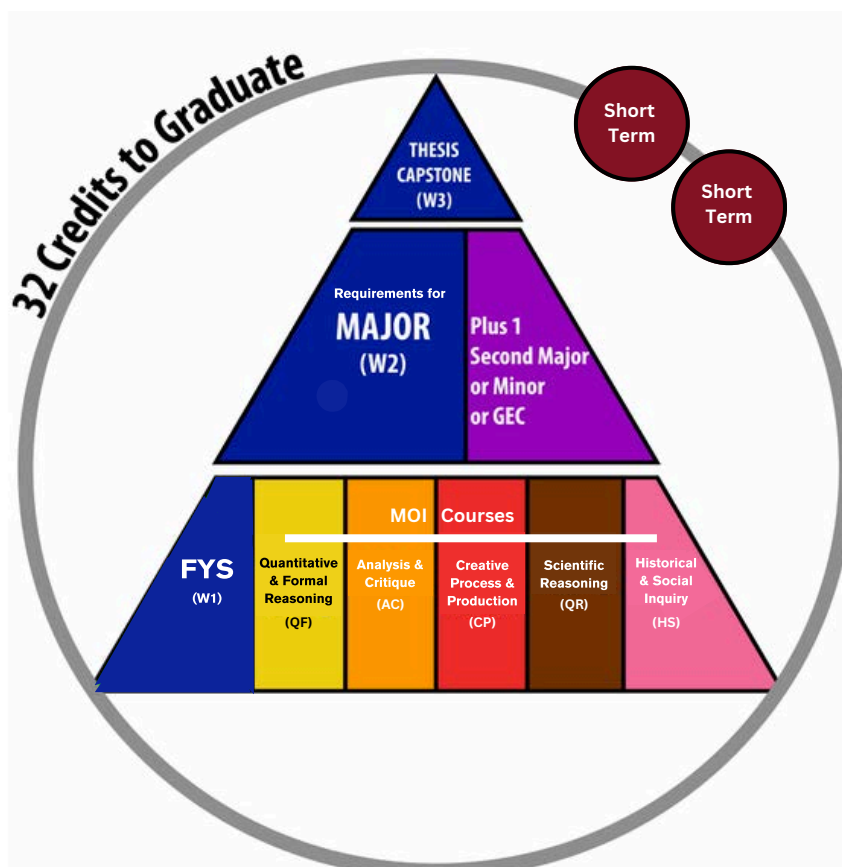 32 Credits to Graduate
Short
Term
Short
Term
THESIS
CAPSTONE
(W3)
Requirements for
MAJOR
(W2)
Plus 1
Second Major
or Minor
or GEC
MOI Courses
FYS
(W1)
Quantitative
& Formal
Reasoning
(QF)
Analysis &
Critique
(AC)
Creative
Process &
Production
(CP)
Scientific
Reasoning
(QR)
Historical
& Social
Inquiry
(HS)